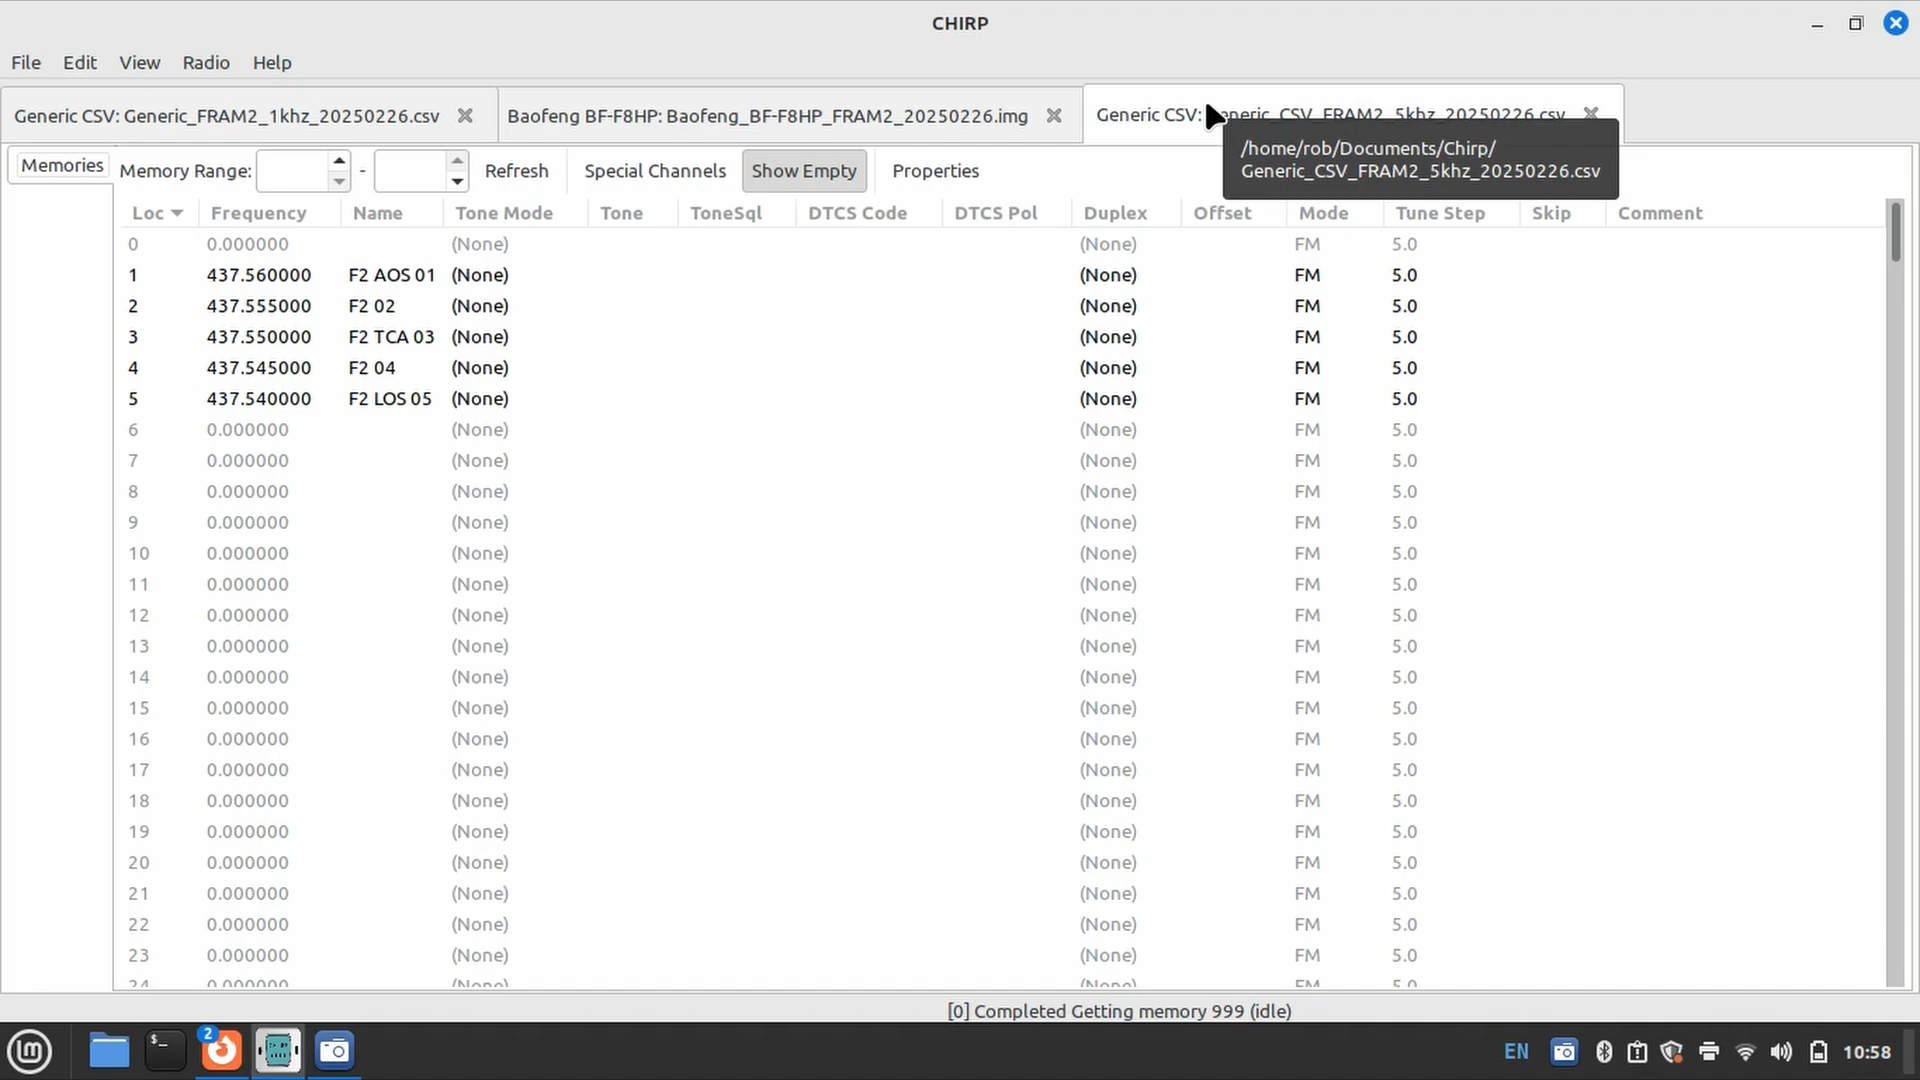 CHIRP
File Edit View Radio Help
Generic CSV: Generic_FRAM2_1khz_20250226.csv Baofeng BF-F8HP: Baofeng_BF-F8HP_FRAM2_20250226.img Generic CSV: Generic_CSV_FRAM2_5khz_20250226.csv
/home/rob/Documents/Chirp/
Generic_CSV_FRAM2_5khz_20250226.csv
Memories Memory Range: - Refresh Special Channels Show Empty Properties
Loc Frequency Name Tone Mode Tone ToneSql DTCS Code DTCS Pol Duplex Offset Mode Tune Step Skip Comment
0 0.000000 (None) (None) FM 5.0
1 437.560000 F2 AOS 01 (None) (None) FM 5.0
2 437.555000 F2 02 (None) (None) FM 5.0
3 437.550000 F2 TCA 03 (None) (None) FM 5.0
4 437.545000 F2 04 (None) (None) FM 5.0
5 437.540000 F2 LOS 05 (None) (None) FM 5.0
6 0.000000 (None) (None) FM 5.0
7 0.000000 (None) (None) FM 5.0
8 0.000000 (None) (None) FM 5.0
9 0.000000 (None) (None) FM 5.0
10 0.000000 (None) (None) FM 5.0
11 0.000000 (None) (None) FM 5.0
12 0.000000 (None) (None) FM 5.0
13 0.000000 (None) (None) FM 5.0
14 0.000000 (None) (None) FM 5.0
15 0.000000 (None) (None) FM 5.0
16 0.000000 (None) (None) FM 5.0
17 0.000000 (None) (None) FM 5.0
18 0.000000 (None) (None) FM 5.0
19 0.000000 (None) (None) FM 5.0
20 0.000000 (None) (None) FM 5.0
21 0.000000 (None) (None) FM 5.0
22 0.000000 (None) (None) FM 5.0
23 0.000000 (None) (None) FM 5.0
24 0.000000 (None) (None) FM 5.0
[0] Completed Getting memory 999 (idle)
2 EN 10:58